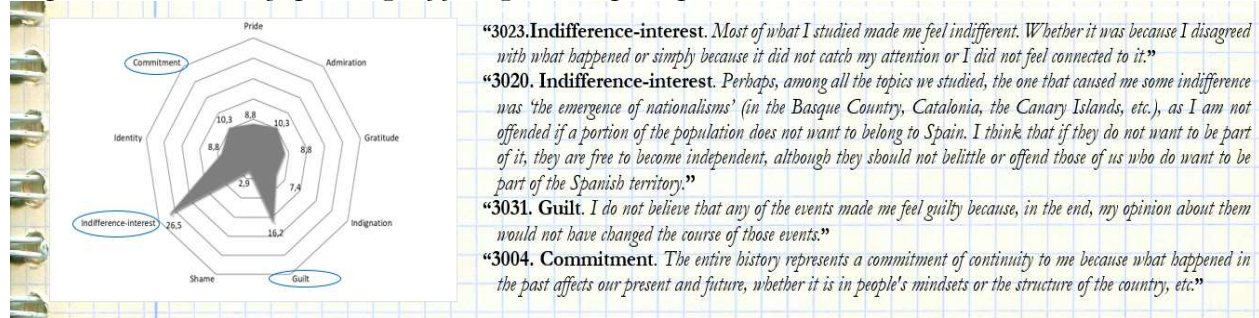 Pride
Commitment
Admiration
10,3
8,8
10,3
Identity
8,8
8,8
Gratitude
2,9
7,4
Indifference-interest
26,5
16,2
Indignation
Shame
Guilt
“3023.Indifference-interest. Most of what I studied made me feel indifferent. Whether it was because I disagreed
with what happened or simply because it did not catch my attention or I did not feel connected to it.”
“3020. Indifference-interest. Perhaps, among all the topics we studied, the one that caused me some indifference
was ‘the emergence of nationalisms’ (in the Basque Country, Catalonia, the Canary Islands, etc.), as I am not
offended if a portion of the population does not want to belong to Spain. I think that if they do not want to be part
of it, they are free to become independent, although they should not belittle or offend those of us who do want to be
part of the Spanish territory.”
“3031. Guilt. I do not believe that any of the events made me feel guilty because, in the end, my opinion about them
would not have changed the course of those events.”
“3004. Commitment. The entire history represents a commitment of continuity to me because what happened in
the past affects our present and future, whether it is in people's mindsets or the structure of the country, etc.”